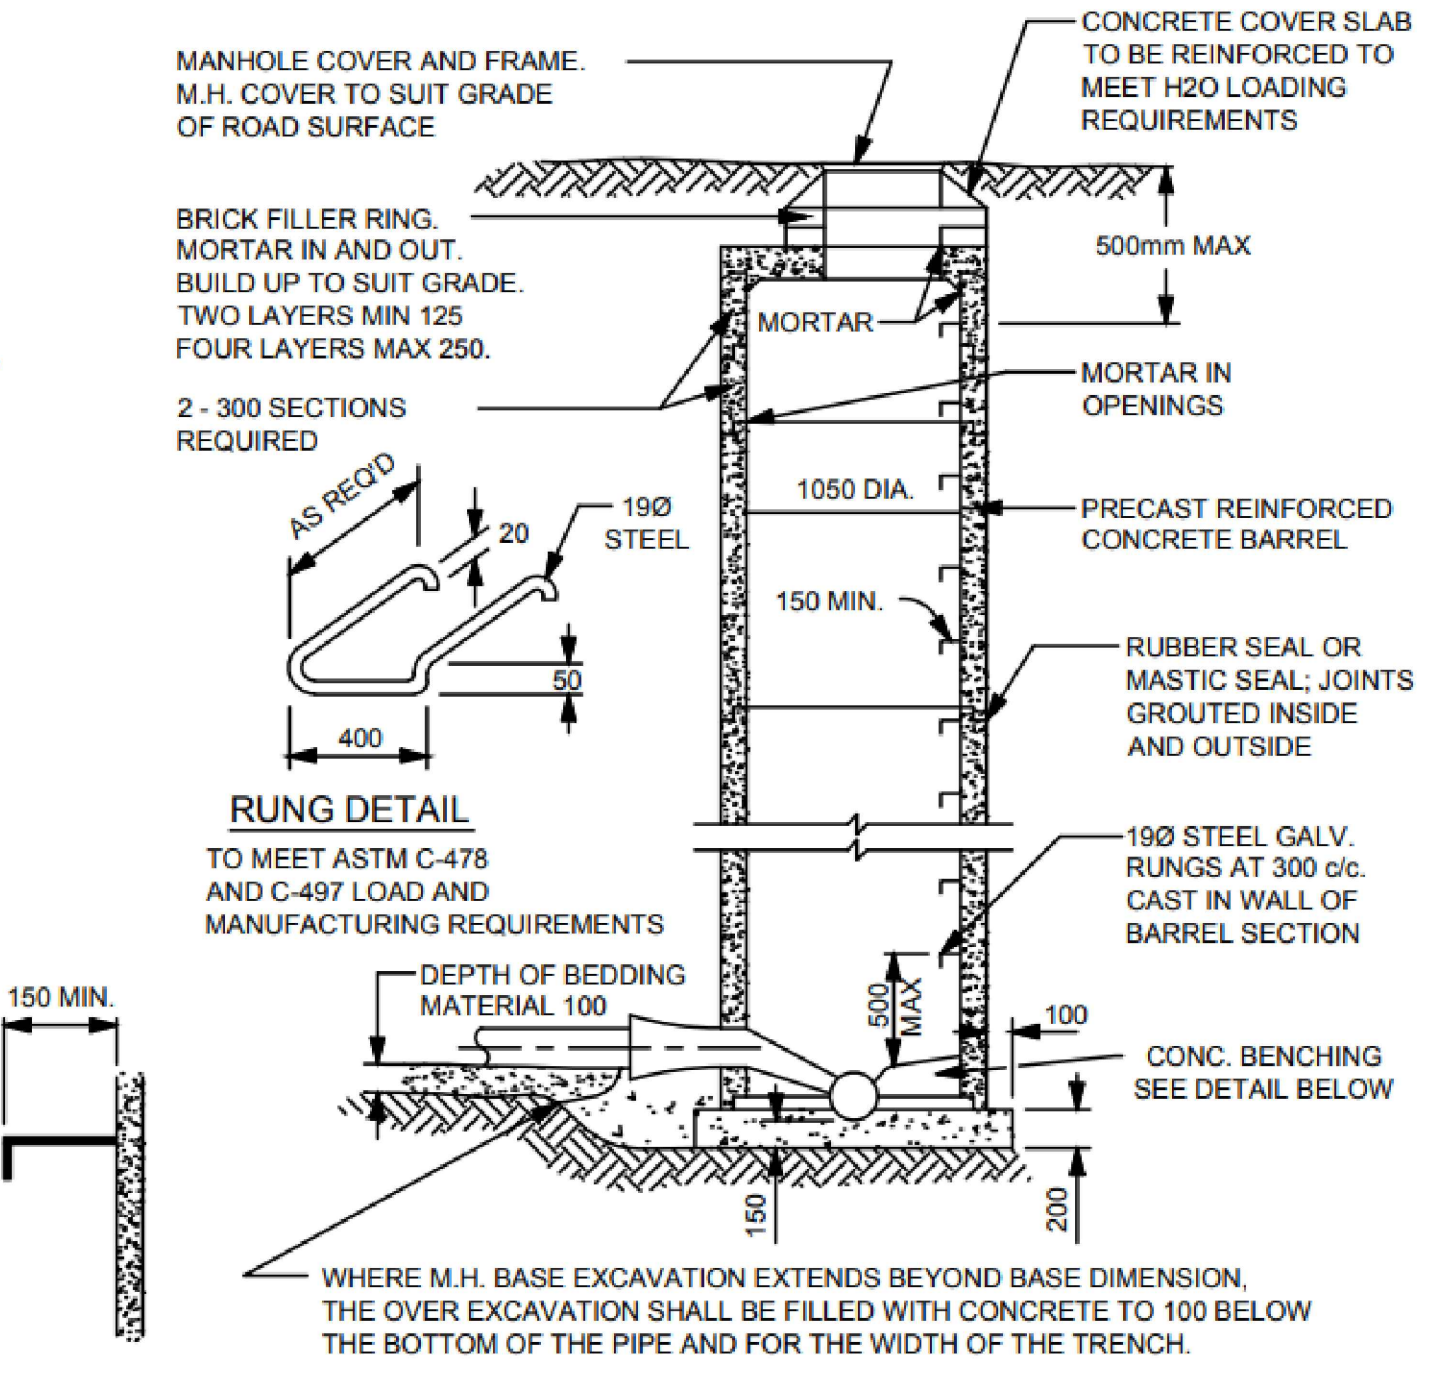 CONCRETE COVER SLAB
TO BE REINFORCED TO
MEET H2O LOADING
REQUIREMENTS
MANHOLE COVER AND FRAME.
M.H. COVER TO SUIT GRADE
OF ROAD SURFACE
BRICK FILLER RING.
MORTAR IN AND OUT.
BUILD UP TO SUIT GRADE.
TWO LAYERS MIN 125
FOUR LAYERS MAX 250.
500mm MAX
MORTAR
2 - 300 SECTIONS
REQUIRED
MORTAR IN
OPENINGS
AS REQ'D
20
19Ø
STEEL
1050 DIA.
PRECAST REINFORCED
CONCRETE BARREL
150 MIN.
50
400
RUBBER SEAL OR
MASTIC SEAL; JOINTS
GROUTED INSIDE
AND OUTSIDE
RUNG DETAIL
TO MEET ASTM C-478
AND C-497 LOAD AND
MANUFACTURING REQUIREMENTS
19Ø STEEL GALV.
RUNGS AT 300 c/c.
CAST IN WALL OF
BARREL SECTION
150 MIN.
DEPTH OF BEDDING
MATERIAL 100
500
MAX
100
CONC. BENCHING
SEE DETAIL BELOW
150
200
WHERE M.H. BASE EXCAVATION EXTENDS BEYOND BASE DIMENSION,
THE OVER EXCAVATION SHALL BE FILLED WITH CONCRETE TO 100 BELOW
THE BOTTOM OF THE PIPE AND FOR THE WIDTH OF THE TRENCH.